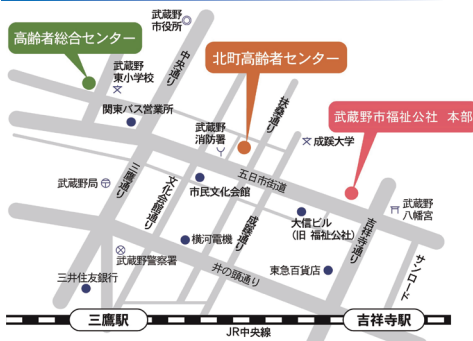 武蔵野
市役所
高齢者総合センター
中央通り
北町高齢者センター
武蔵野
東小学校
扶桑通り
関東バス営業所
武蔵野
消防署
武蔵野市福祉公社 本部
成蹊大学
五日市街道
三鷹通り
武蔵野局
文化会館通り
市民文化会館
成蹊通り
大信ビル
(旧 福祉公社)
吉祥寺通り
武蔵野
八幡宮
横河電機
武蔵野警察署
井の頭通り
東急百貨店
サンロード
三井住友銀行
三鷹駅
吉祥寺駅
JR中央線